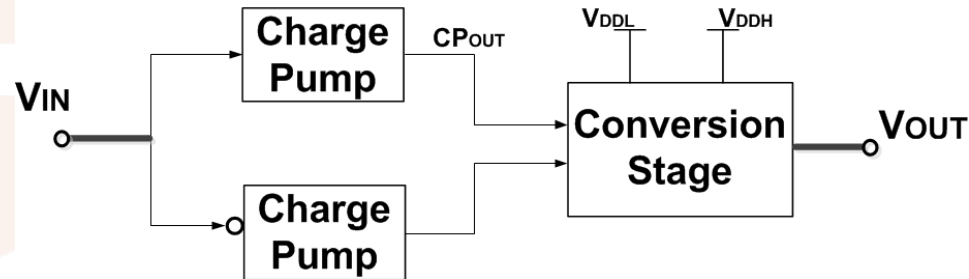 Charge
Pump
CPOUT
VDDL
VDDH
VIN
Conversion
Stage
VOUT
Charge
Pump